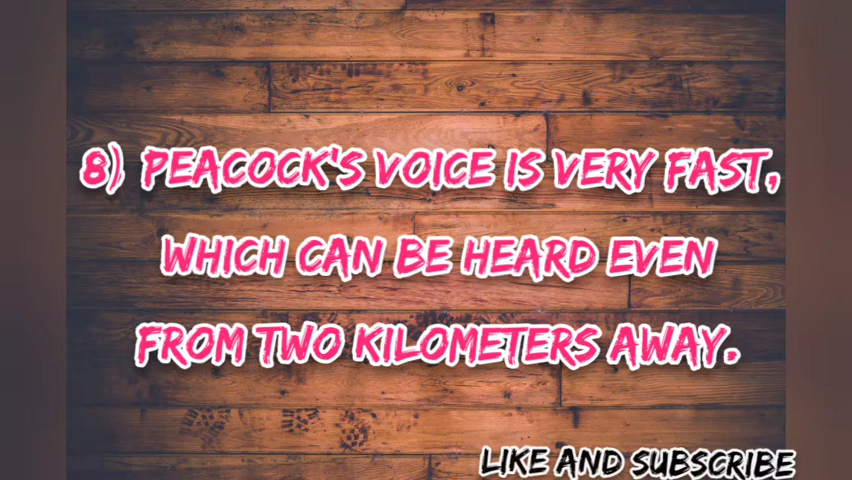 8) PEACOCK'S VOICE IS VERY FAST,
WHICH CAN BE HEARD EVEN
FROM TWO KILOMETERS AWAY.
LIKE AND SUBSCRIBE